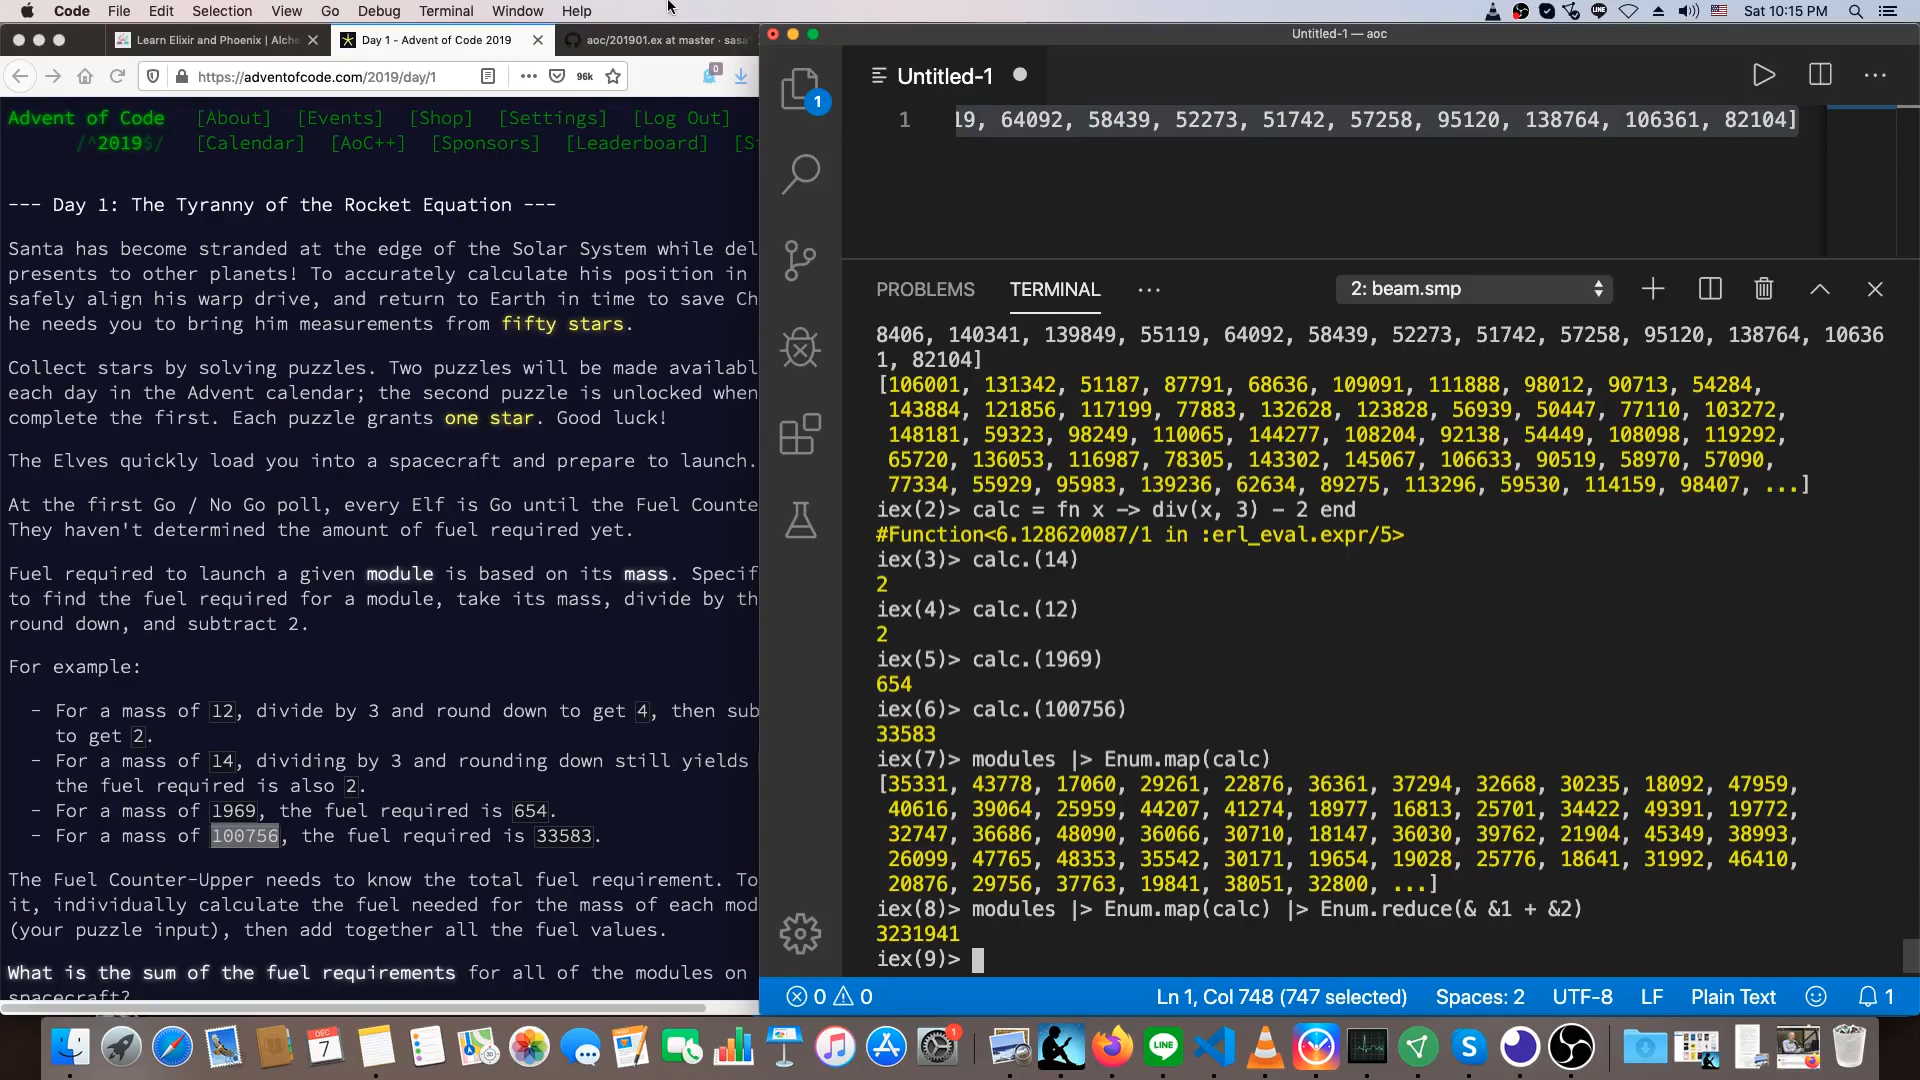 Code File Edit Selection View Go Debug Terminal Window Help
Sat 10:15 PM
Learn Elixir and Phoenix | Alche
Day 1 - Advent of Code 2019
aoc/201901.ex at master · sasa
https://adventofcode.com/2019/day/1
96k
0
Advent of Code [About] [Events] [Shop] [Settings] [Log Out]
/^2019$/ [Calendar] [AoC++] [Sponsors] [Leaderboard] [S
--- Day 1: The Tyranny of the Rocket Equation ---
Santa has become stranded at the edge of the Solar System while del
presents to other planets! To accurately calculate his position in
safely align his warp drive, and return to Earth in time to save Ch
he needs you to bring him measurements from fifty stars.
Collect stars by solving puzzles. Two puzzles will be made availabl
each day in the Advent calendar; the second puzzle is unlocked when
complete the first. Each puzzle grants one star. Good luck!
The Elves quickly load you into a spacecraft and prepare to launch.
At the first Go / No Go poll, every Elf is Go until the Fuel Counte
They haven't determined the amount of fuel required yet.
Fuel required to launch a given module is based on its mass. Specif
to find the fuel required for a module, take its mass, divide by th
round down, and subtract 2.
For example:
- For a mass of 12, divide by 3 and round down to get 4, then sub
to get 2.
- For a mass of 14, dividing by 3 and rounding down still yields
the fuel required is also 2.
- For a mass of 1969, the fuel required is 654.
- For a mass of 100756, the fuel required is 33583.
The Fuel Counter-Upper needs to know the total fuel requirement. To
it, individually calculate the fuel needed for the mass of each mod
(your puzzle input), then add together all the fuel values.
What is the sum of the fuel requirements for all of the modules on
spacecraft?
Untitled-1 — aoc
1
Untitled-1
1 19, 64092, 58439, 52273, 51742, 57258, 95120, 138764, 106361, 82104]
PROBLEMS TERMINAL ··· 2: beam.smp
8406, 140341, 139849, 55119, 64092, 58439, 52273, 51742, 57258, 95120, 138764, 10636
1, 82104]
[106001, 131342, 51187, 87791, 68636, 109091, 111888, 98012, 90713, 54284,
143884, 121856, 117199, 77883, 132628, 123828, 56939, 50447, 77110, 103272,
148181, 59323, 98249, 110065, 144277, 108204, 92138, 54449, 108098, 119292,
65720, 136053, 116987, 78305, 143302, 145067, 106633, 90519, 58970, 57090,
77334, 55929, 95983, 139236, 62634, 89275, 113296, 59530, 114159, 98407, ...]
iex(2)> calc = fn x -> div(x, 3) - 2 end
#Function<6.128620087/1 in :erl_eval.expr/5>
iex(3)> calc.(14)
2
iex(4)> calc.(12)
2
iex(5)> calc.(1969)
654
iex(6)> calc.(100756)
33583
iex(7)> modules |> Enum.map(calc)
[35331, 43778, 17060, 29261, 22876, 36361, 37294, 32668, 30235, 18092, 47959,
40616, 39064, 25959, 44207, 41274, 18977, 16813, 25701, 34422, 49391, 19772,
32747, 36686, 48090, 36066, 30710, 18147, 36030, 39762, 21904, 45349, 38993,
26099, 47765, 48353, 35542, 30171, 19654, 19028, 25776, 18641, 31992, 46410,
20876, 29756, 37763, 19841, 38051, 32800, ...]
iex(8)> modules |> Enum.map(calc) |> Enum.reduce(& &1 + &2)
3231941
iex(9)>
0 0 Ln 1, Col 748 (747 selected) Spaces: 2 UTF-8 LF Plain Text 1
DEC
7
1
LINE